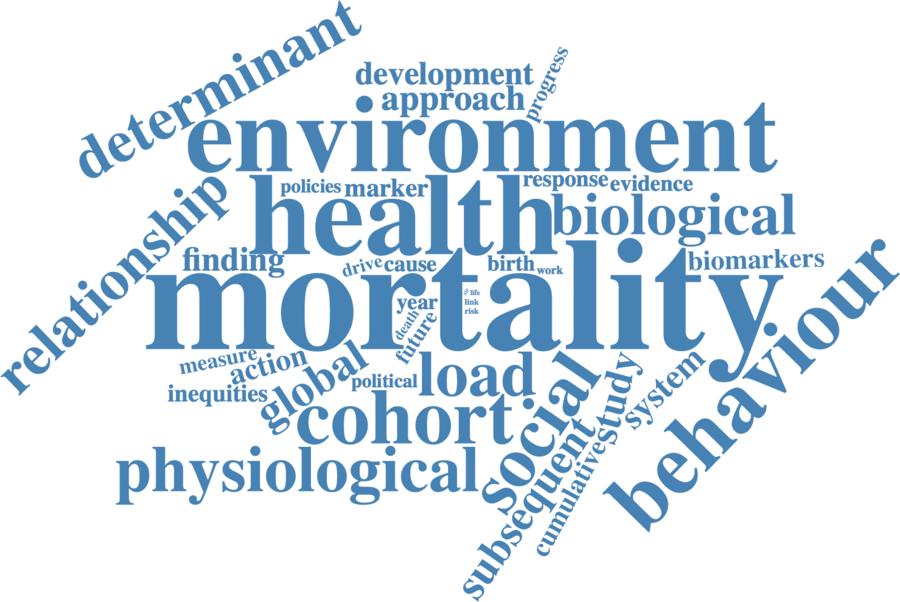 determinant
development
progress
approach
environment
relationship
policies
marker
response
evidence
health
biological
finding
drive
cause
birth
work
biomarkers
mortality
year
life
link
risk
death
future
behaviour
measure
action
global
political
load
social
study
system
inequities
cohort
physiological
subsequent
cumulative